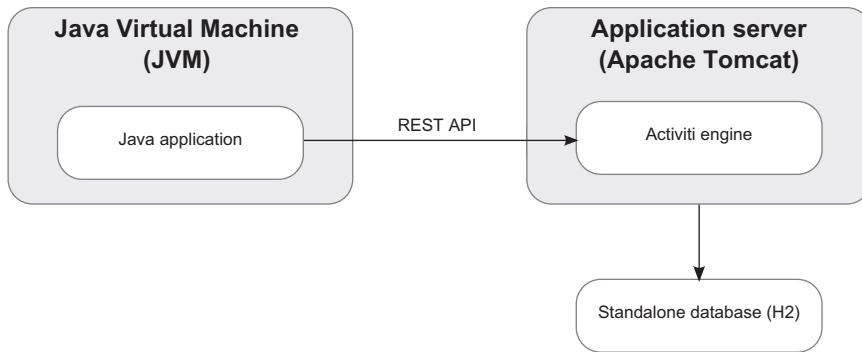 Java Virtual Machine
(JVM)
Java application
REST API
Application server
(Apache Tomcat)
Activiti engine
Standalone database (H2)